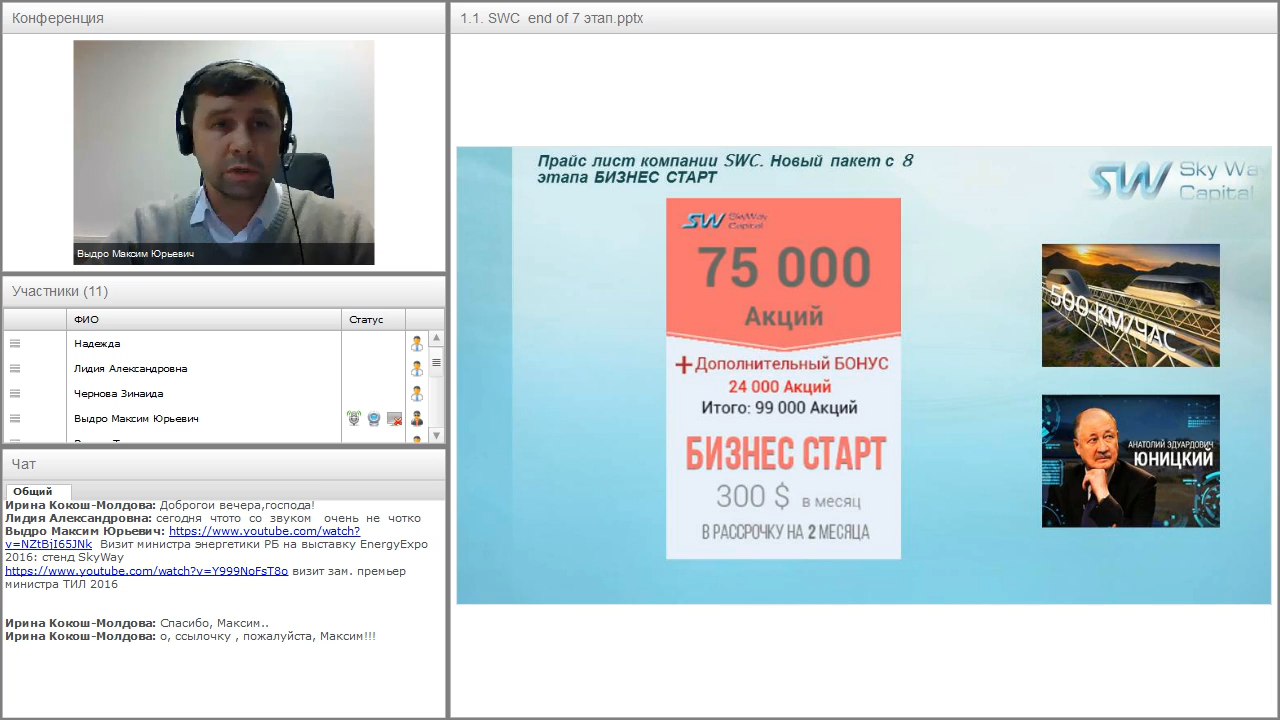 Конференция
Выдро Максим Юрьевич
Участники (11)
ФИО
Статус
Надежда
Лидия Александровна
Чернова Зинаида
Выдро Максим Юрьевич
Чат
Общий
Ирина Кокош-Молдова: Доброгои вечера,господа!
Лидия Александровна: сегодня чтото со звуком очень не чотко
Выдро Максим Юрьевич: https://www.youtube.com/watch?
v=NZtBjI65JNk Визит министра энергетики РБ на выставку EnergyExpo
2016: стенд SkyWay
https://www.youtube.com/watch?v=Y999NoFsT8o визит зам. премьер
министра ТИЛ 2016
Ирина Кокош-Молдова: Спасибо, Максим..
Ирина Кокош-Молдова: о, ссылочку , пожалуйста, Максим!!!
1.1. SWC end of 7 этап.pptx
Прайс лист компании SWC. Новый пакет с 8
этапа БИЗНЕС СТАРТ
SW Sky Wa
Capital
SW SkyWay
Capital
75 000
Акций
+Дополнительный БОНУС
24 000 Акций
Итого: 99 000 Акций
БИЗНЕС СТАРТ
300 $ в месяц
В РАССРОЧКУ НА 2 МЕСЯЦА
500 КМ/ЧАС
АНАТОЛИЙ ЭДУАРДОВИЧ
ЮНИЦКИЙ